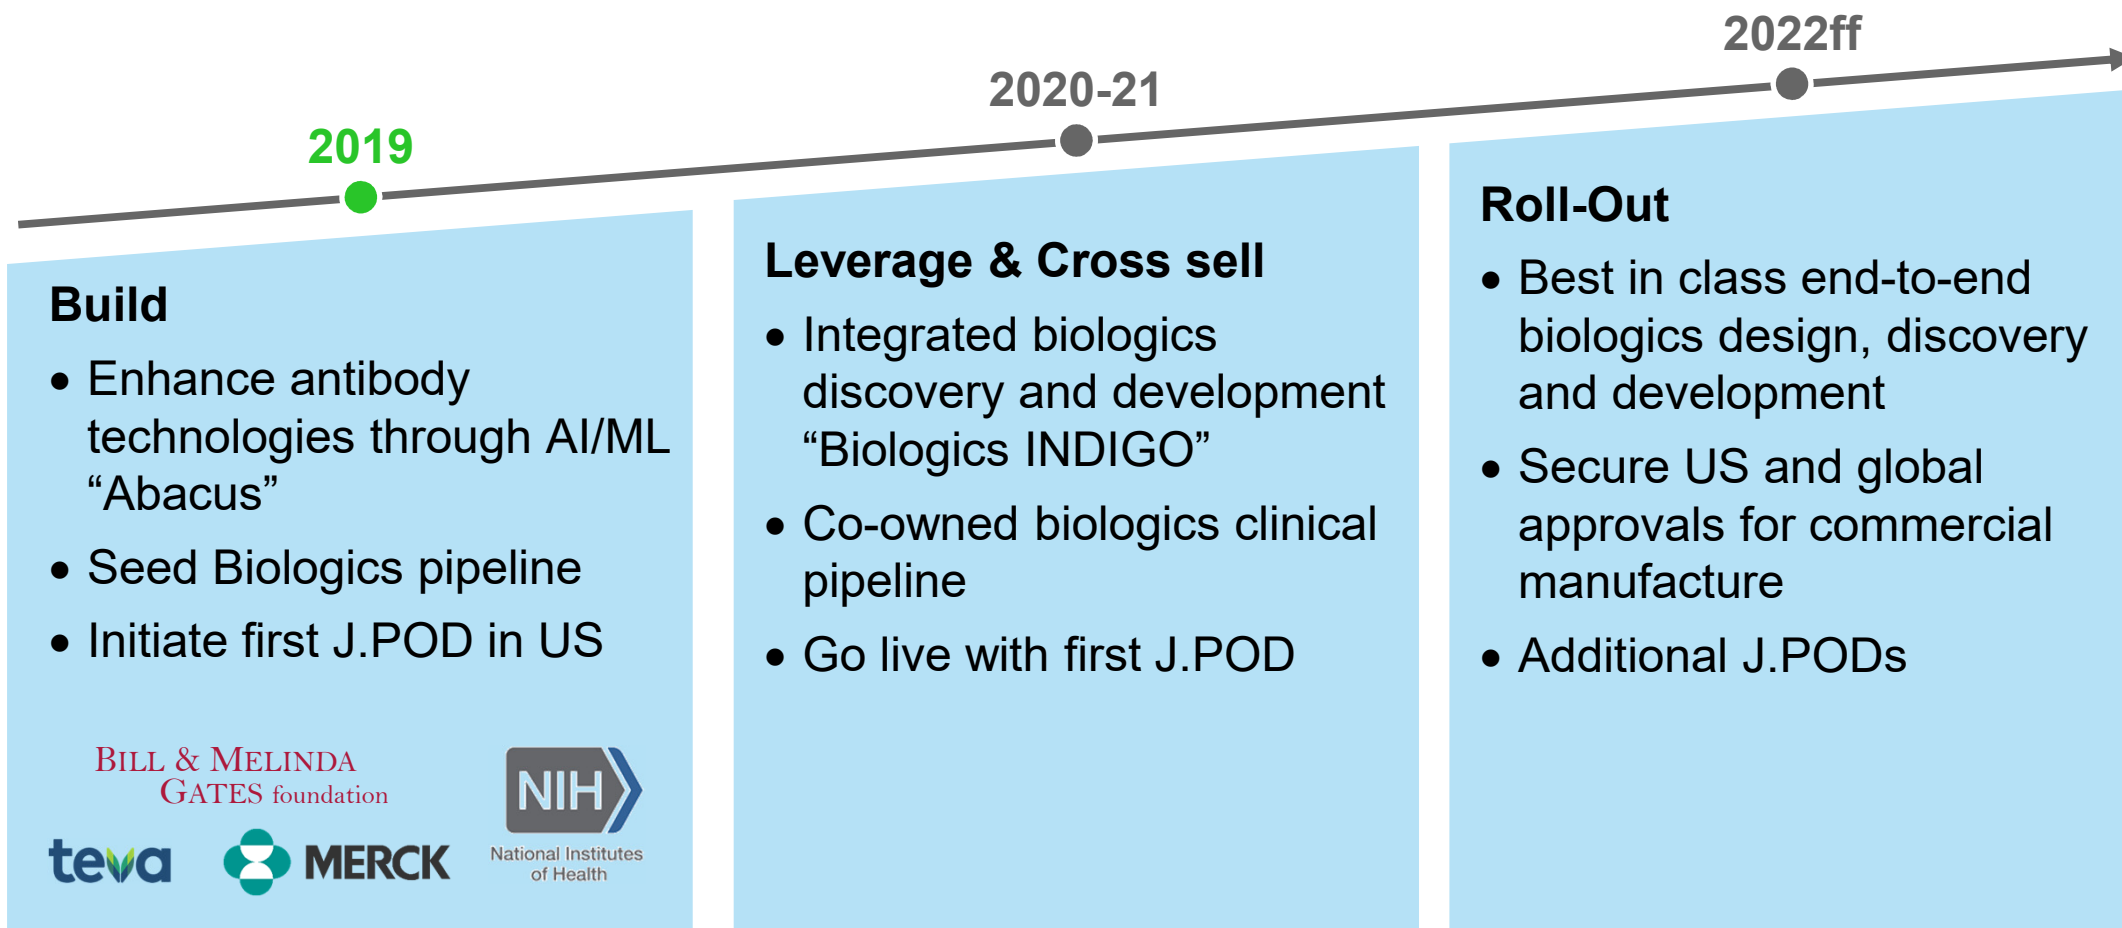 2019
2020-21
2022ff
Build
• Enhance antibody
technologies through AI/ML
“Abacus”
• Seed Biologics pipeline
• Initiate first J.POD in US
BILL & MELINDA
GATES foundation
teva
MERCK
NIH
National Institutes
of Health
Leverage & Cross sell
• Integrated biologics
discovery and development
“Biologics INDIGO”
• Co-owned biologics clinical
pipeline
• Go live with first J.POD
Roll-Out
• Best in class end-to-end
biologics design, discovery
and development
• Secure US and global
approvals for commercial
manufacture
• Additional J.PODs